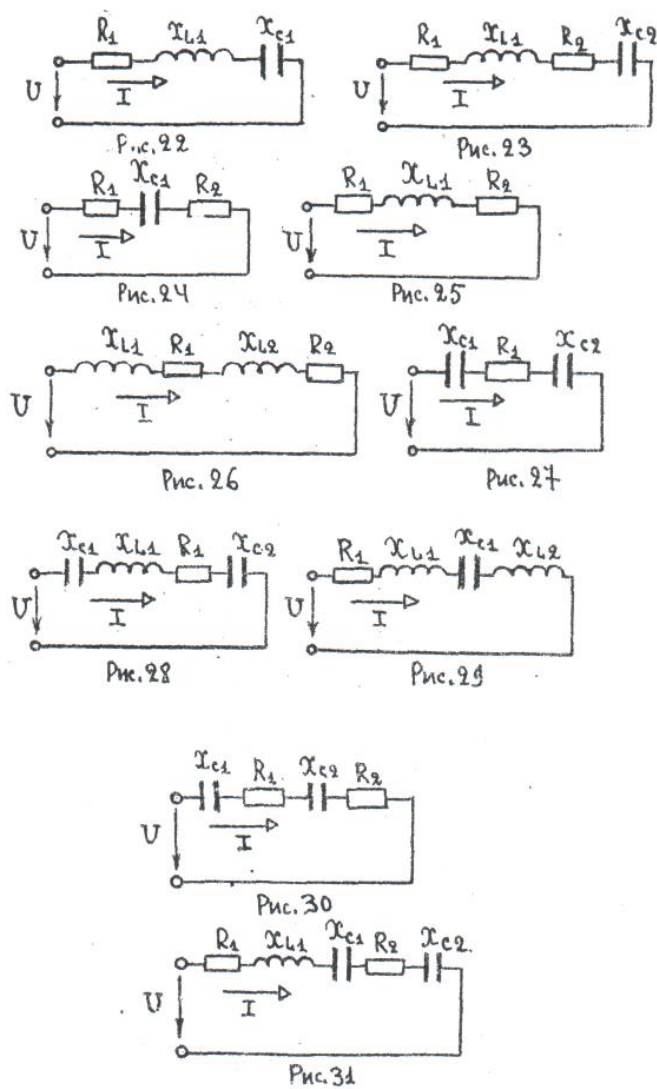 R1 XL1 XC1 R1 XL1 R2 XC2
U I U I
Рис.22 Рис.23
R1 XC1 R2 R1 XL1 R2
U I U I
Рис.24 Рис.25
XL1 R1 XL2 R2 XC1 R1 XC2
U I U I
Рис.26 Рис.27
XC1 XL1 R1 XC2 R1 XL1 XC1 XL2
U I U I
Рис.28 Рис.29
XC1 R1 XC2 R2
U I
Рис.30
R1 XL1 XC1 R2 XC2.
U I
Рис.31